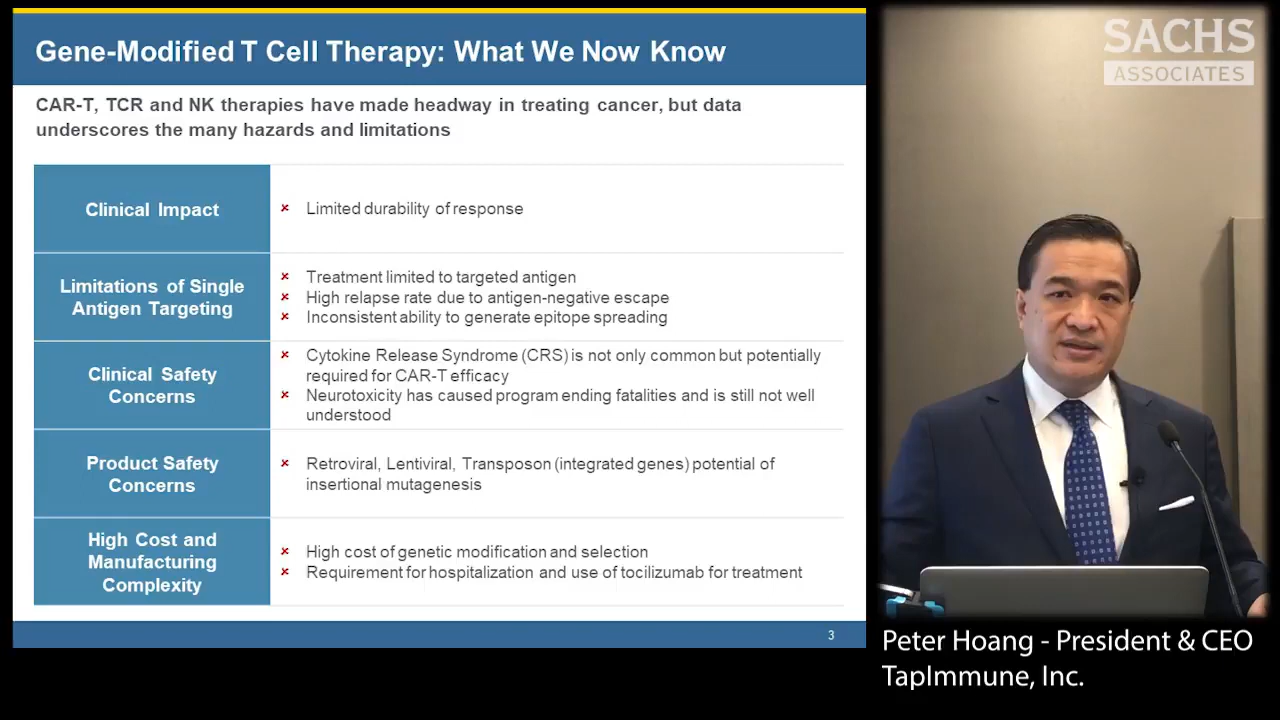 Gene-Modified T Cell Therapy: What We Now Know
CAR-T, TCR and NK therapies have made headway in treating cancer, but data
underscores the many hazards and limitations
Clinical Impact
× Limited durability of response
Limitations of Single
Antigen Targeting
× Treatment limited to targeted antigen
× High relapse rate due to antigen-negative escape
× Inconsistent ability to generate epitope spreading
Clinical Safety
Concerns
× Cytokine Release Syndrome (CRS) is not only common but potentially
required for CAR-T efficacy
× Neurotoxicity has caused program ending fatalities and is still not well
understood
Product Safety
Concerns
× Retroviral, Lentiviral, Transposon (integrated genes) potential of
insertional mutagenesis
High Cost and
Manufacturing
Complexity
× High cost of genetic modification and selection
× Requirement for hospitalization and use of tocilizumab for treatment
3
SACHS
ASSOCIATES
Peter Hoang - President & CEO
TapImmune, Inc.